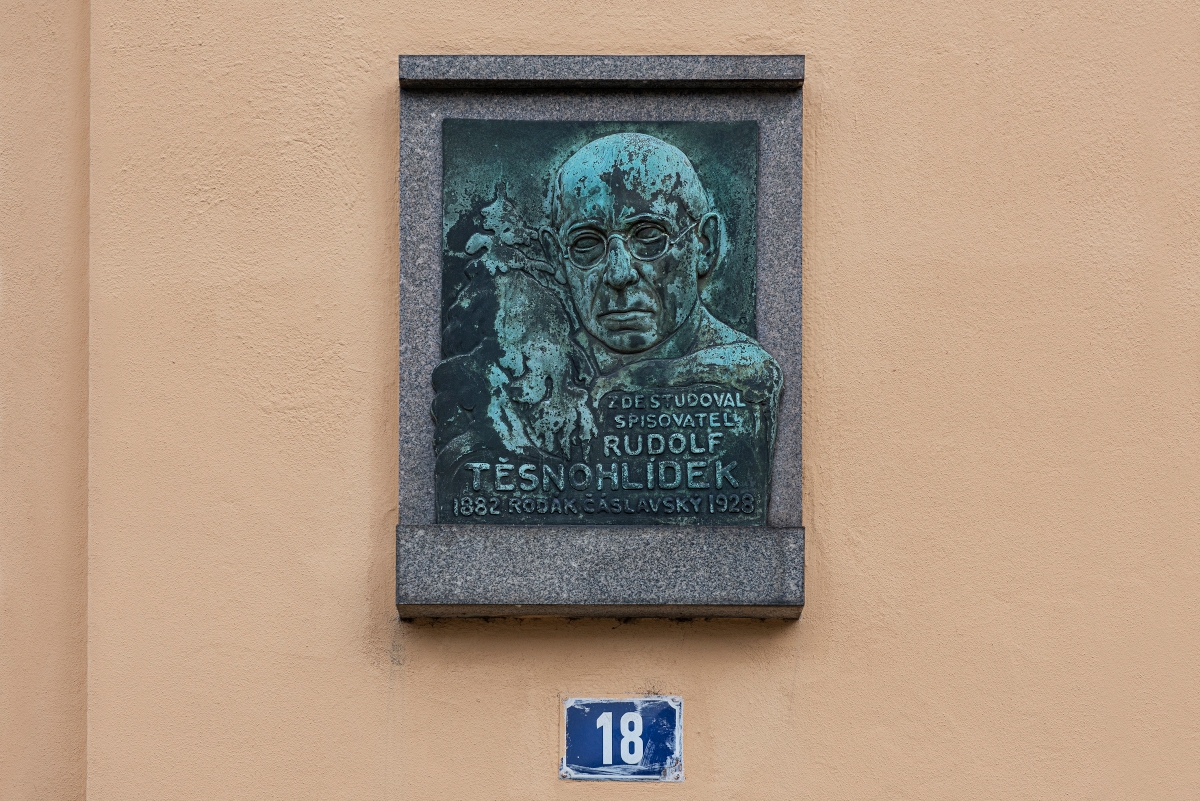 ZDE STUDOVAL
SPISOVATEL
RUDOLF
TĚSNOHLÍDEK
1882 RODÁK ČÁSLAVSKÝ 1928
18